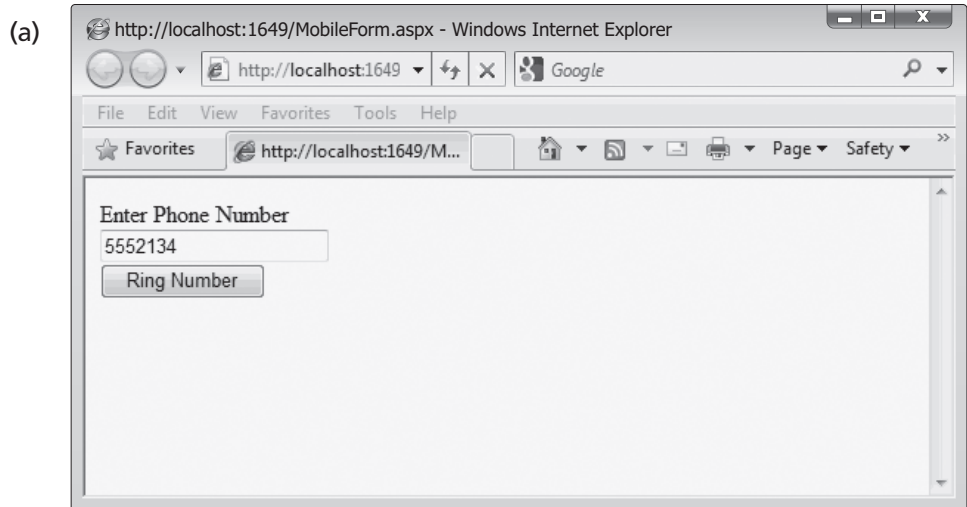 (a)
http://localhost:1649/MobileForm.aspx - Windows Internet Explorer
http://localhost:1649
Google
File Edit View Favorites Tools Help
Favorites
http://localhost:1649/M...
Page
Safety
Enter Phone Number
5552134
Ring Number